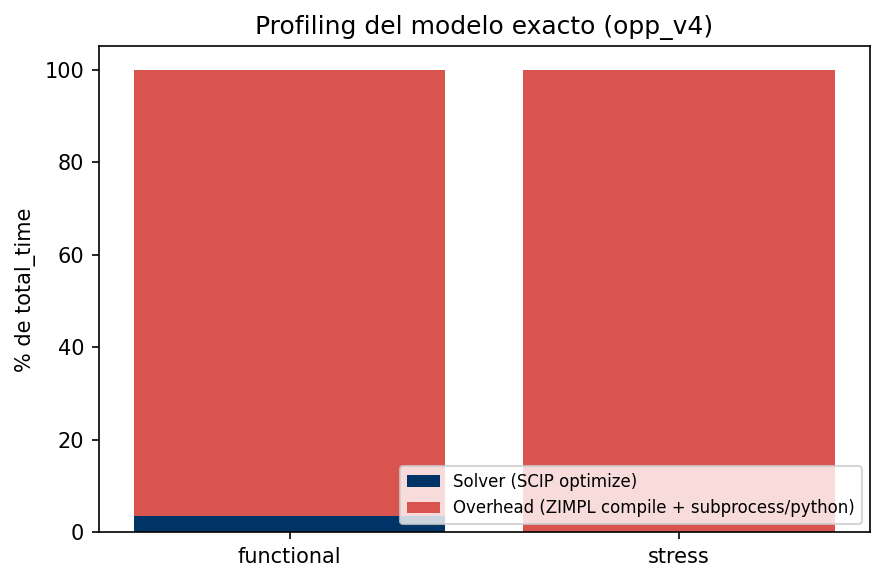 Profiling del modelo exacto (opp_v4)
% de total_time
100
80
60
40
20
0
Solver (SCIP optimize)
Overhead (ZIMPL compile + subprocess/python)
functional
stress